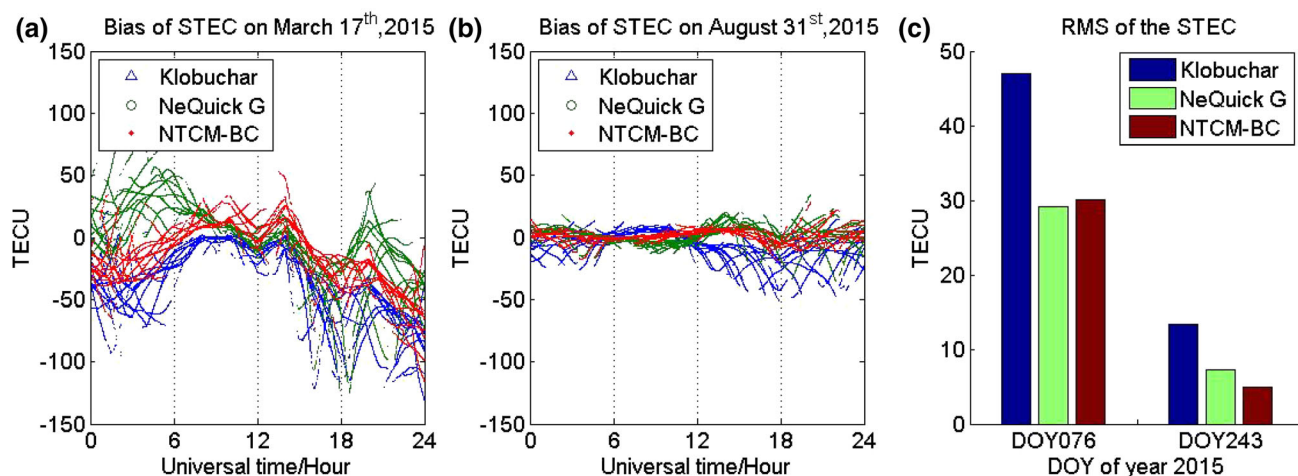 (a) Bias of STEC on March 17th,2015
150
100
50
0
-50
-100
-150
TECU
Klobuchar
NeQuick G
NTCM-BC
0 6 12 18 24
Universal time/Hour
(b) Bias of STEC on August 31st,2015
150
100
50
0
-50
-100
-150
TECU
Klobuchar
NeQuick G
NTCM-BC
0 6 12 18 24
Universal time/Hour
(c) RMS of the STEC
50
40
30
20
10
0
TECU
Klobuchar
NeQuick G
NTCM-BC
DOY076 DOY243
DOY of year 2015